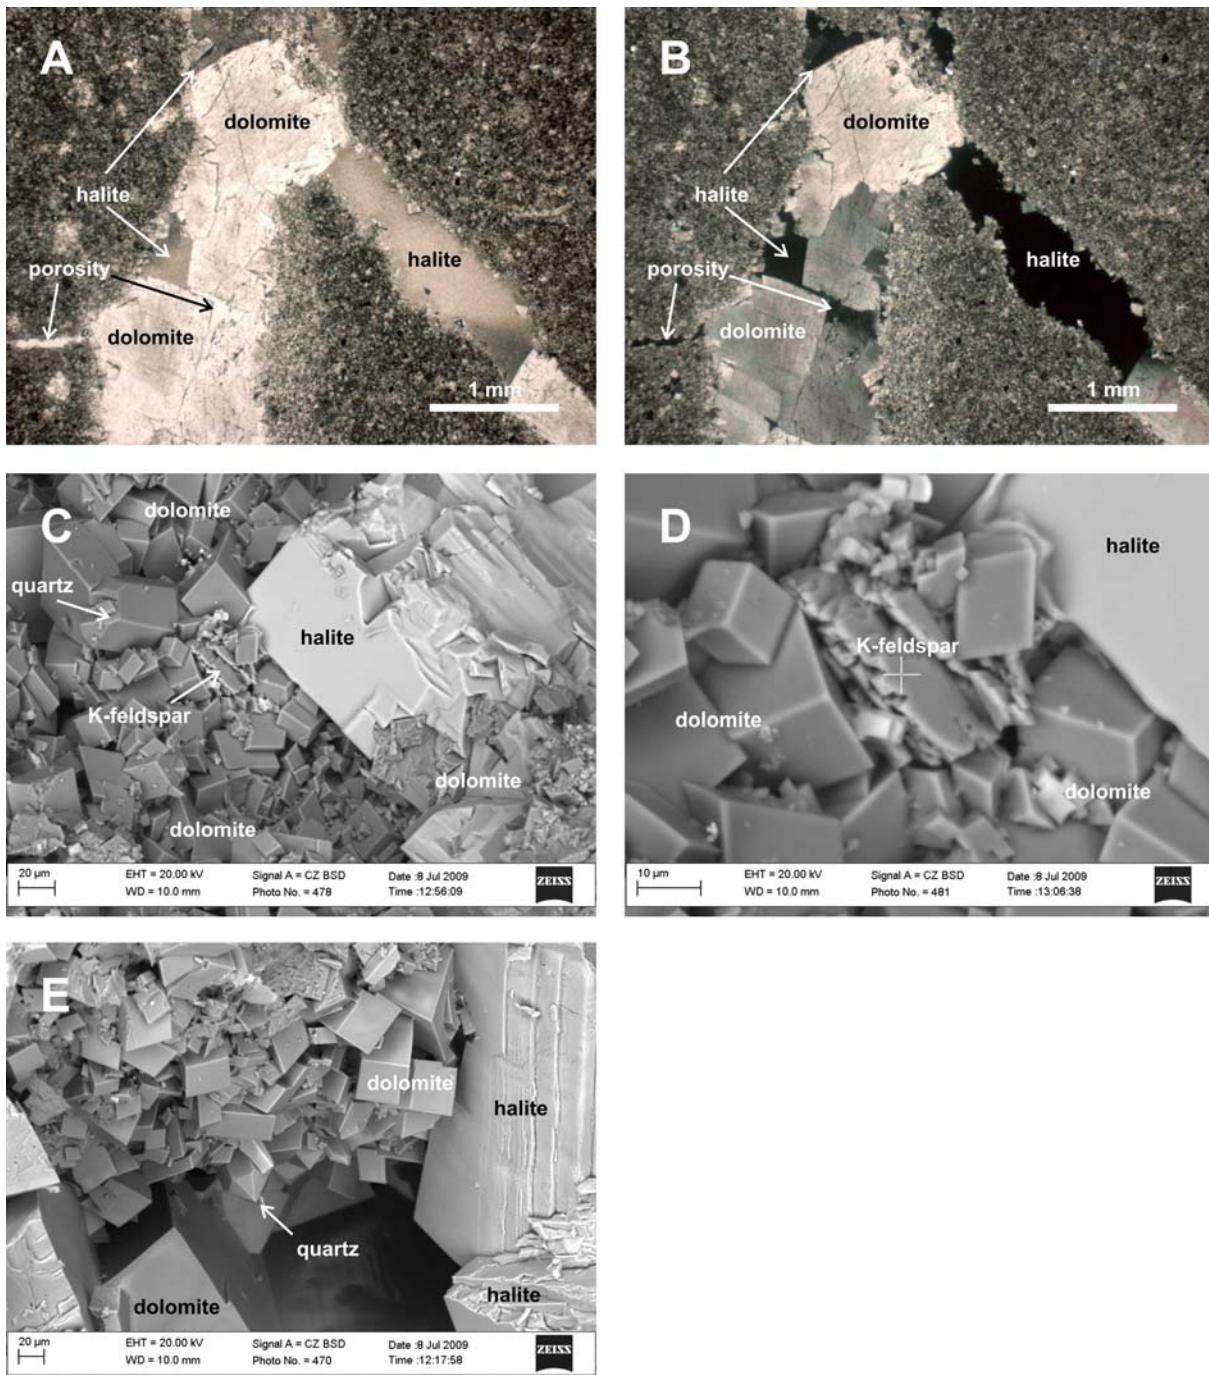 A
dolomite
halite
halite
porosity
dolomite
1 mm
B
dolomite
halite
halite
porosity
dolomite
1 mm
C
dolomite
quartz
halite
K-feldspar
dolomite
dolomite
20 µm
EHT = 20.00 kV
Signal A = CZ BSD
Date :8 Jul 2009
WD = 10.0 mm
Photo No. = 478
Time :12:56:09
ZEISS
D
halite
K-feldspar
dolomite
dolomite
10 µm
EHT = 20.00 kV
Signal A = CZ BSD
Date :8 Jul 2009
WD = 10.0 mm
Photo No. = 481
Time :13:06:38
ZEISS
E
dolomite
halite
quartz
halite
dolomite
20 µm
EHT = 20.00 kV
Signal A = CZ BSD
Date :8 Jul 2009
WD = 10.0 mm
Photo No. = 470
Time :12:17:58
ZEISS